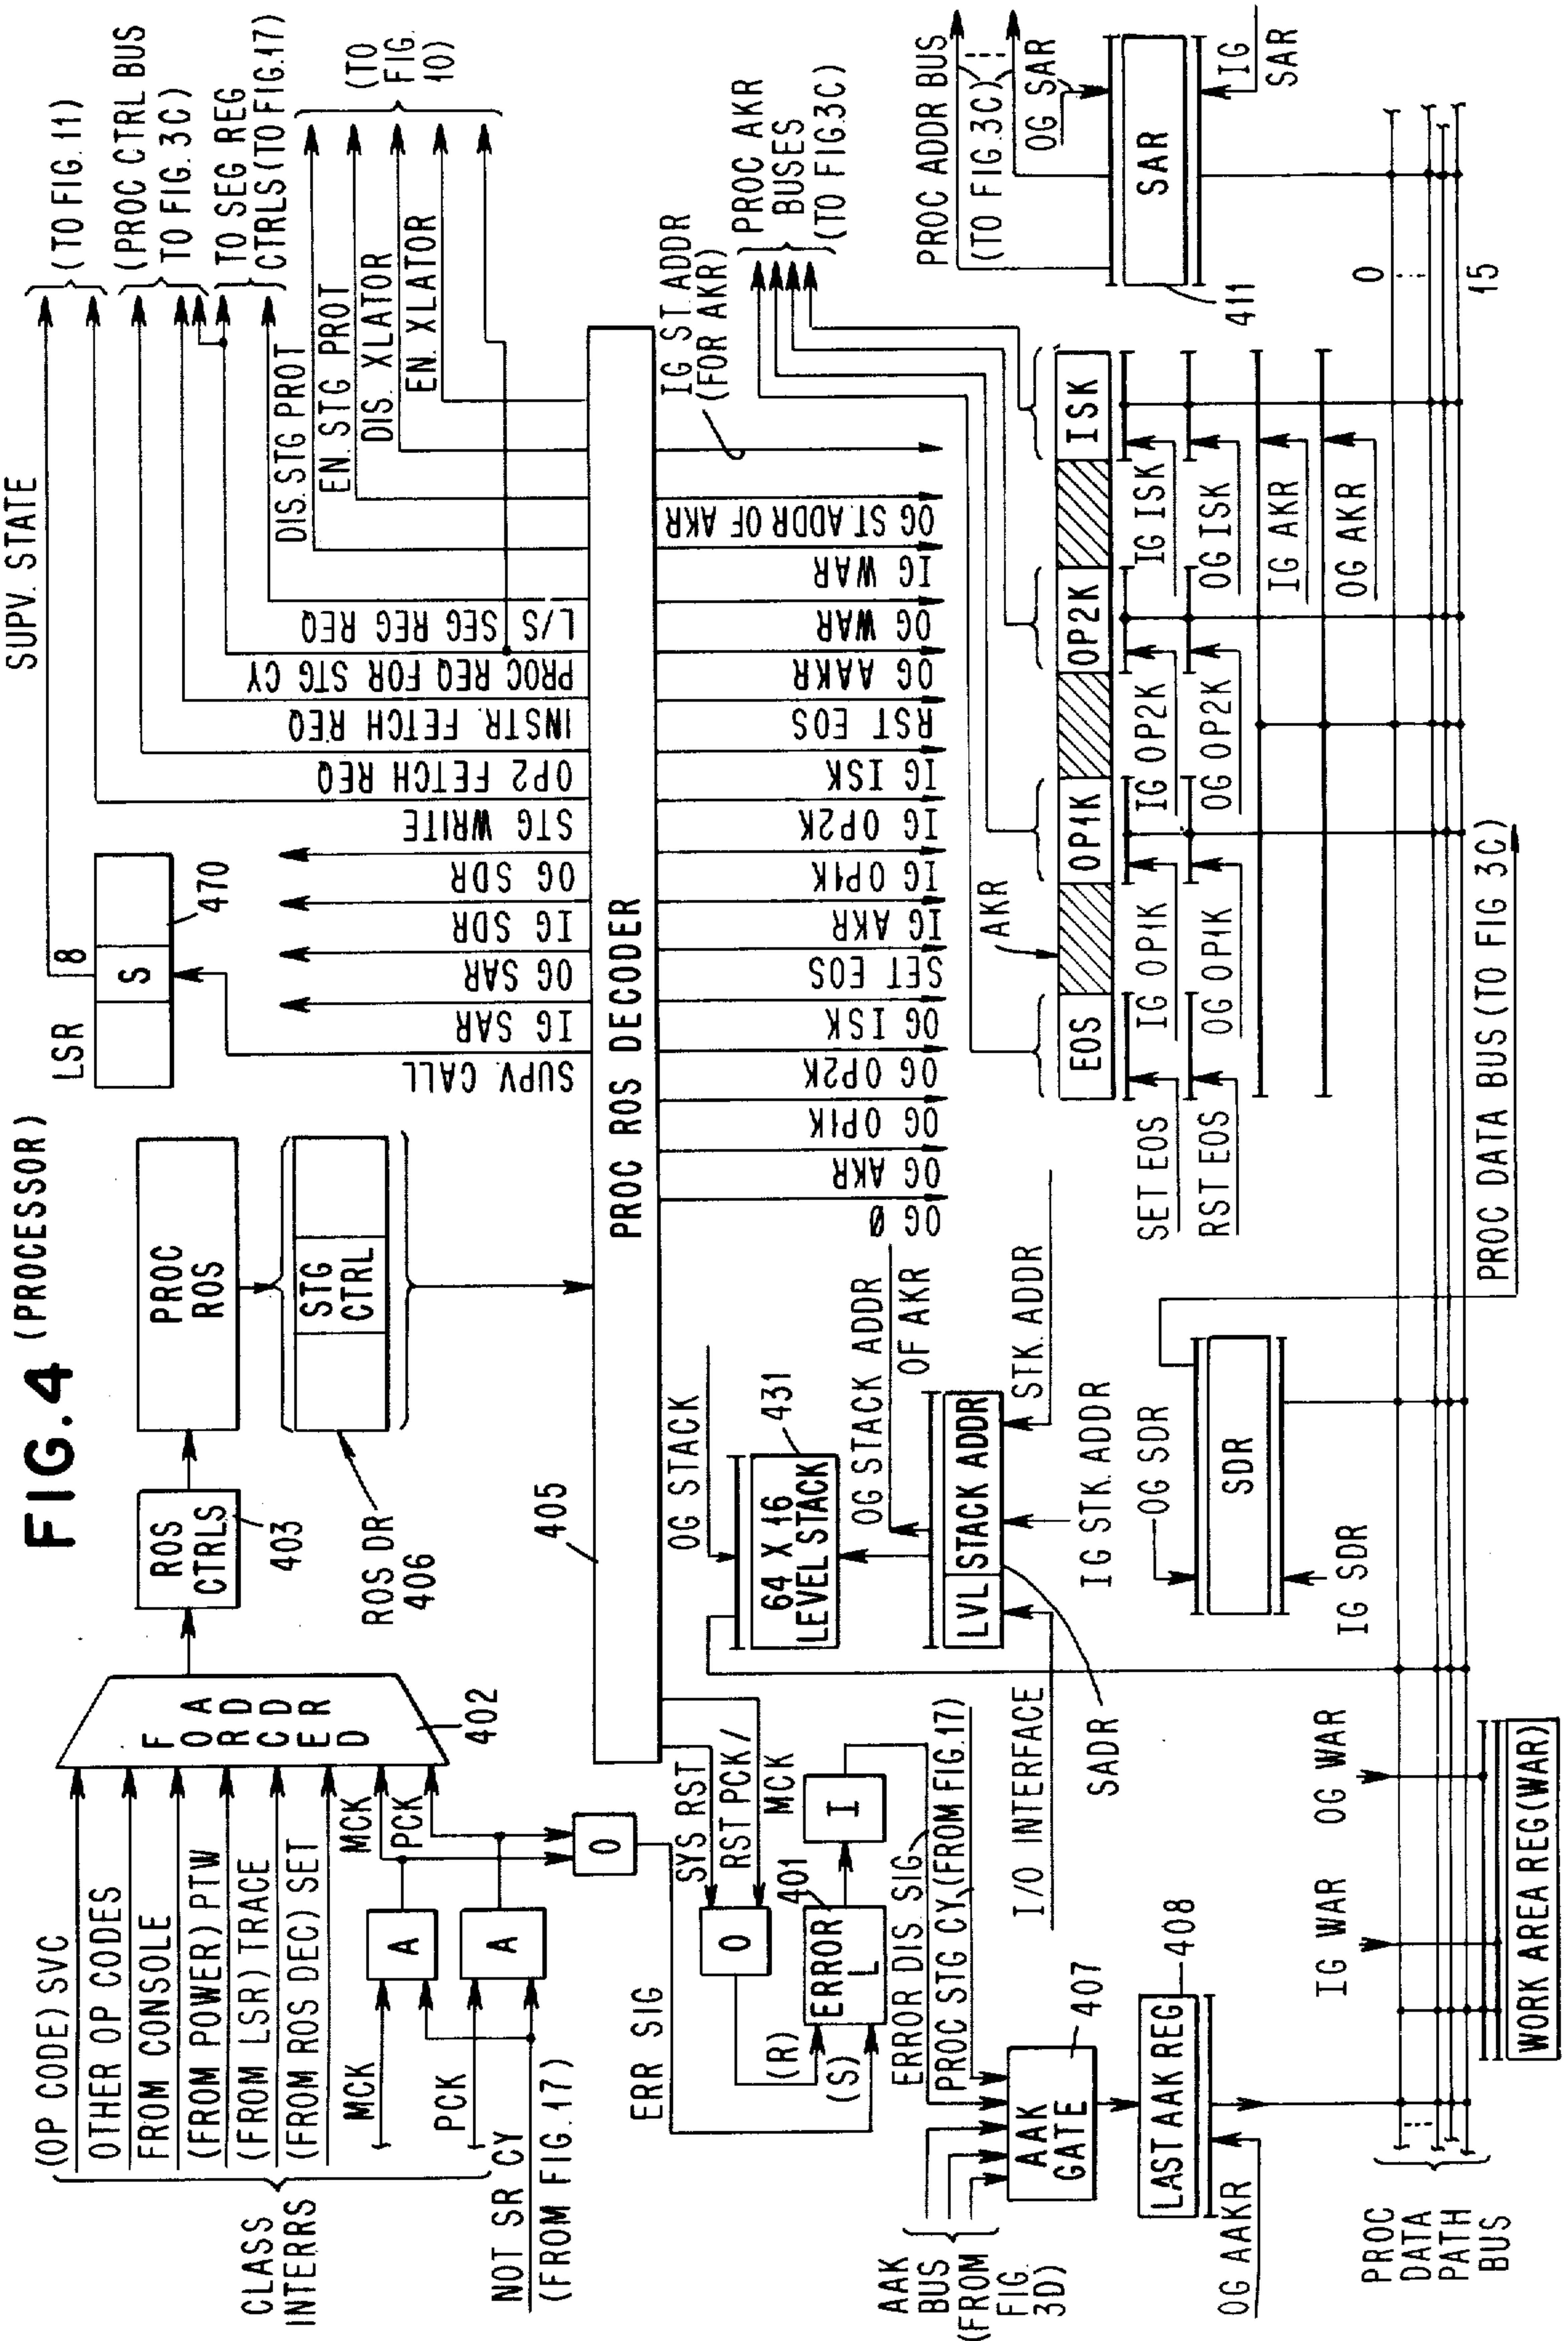 FIG.4 (PROCESSOR)
(OP CODE) SVC
OTHER OP CODES
FROM CONSOLE
(FROM POWER) PTW
(FROM LSR) TRACE
(FROM ROS DEC) SET
CLASS
INTERRS
MCK
PCK
NOT SR CY
(FROM FIG.17)
A
A
MCK
PCK
FORCED
ADDR
402
ROS
CTRLS
403
PROC
ROS
STG
CTRL
ROS DR
406
LSR
8
S
470
SUPV. STATE
(TO FIG. 11)
(PROC CTRL BUS
TO FIG. 3C)
TO SEG REG
CTRLS (TO FIG.17)
DIS. STG PROT
EN. STG PROT
DIS. XLATOR
EN. XLATOR
(TO
FIG.
10)
SUPV. CALL
IG SAR
OG SAR
IG SDR
OG SDR
STG WRITE
OP2 FETCH REQ
INSTR. FETCH REQ
PROC REQ FOR STG CY
L/S SEG REG REQ
405
PROC ROS DECODER
OG Ø
OG AKR
OG OP1K
OG OP2K
OG ISK
SET EOS
IG AKR
IG OP1K
IG OP2K
IG ISK
RST EOS
OG AAKR
OG WAR
IG WAR
OG ST. ADDR OF AKR
IG ST. ADDR
(FOR AKR)
O
ERR SIG
SYS RST
RST PCK/
MCK
O
(R)
(S)
401
ERROR
L
I
ERROR DIS. SIG
PROC STG CY (FROM FIG.17)
AAK
BUS
(FROM
FIG.
3D)
AAK
GATE
407
LAST AAK REG
408
OG AAKR
I/O INTERFACE
SADR
OG STACK
64 X 16
LEVEL STACK
431
OG STACK ADDR
OF AKR
LVL
STACK ADDR
STK. ADDR
IG STK. ADDR
OG SDR
SDR
IG SDR
AKR
EOS
OP1K
OP2K
ISK
SET EOS
RST EOS
IG OP1K
OG OP1K
IG OP2K
OG OP2K
IG ISK
OG ISK
IG AKR
OG AKR
PROC AKR
BUSES
(TO FIG.3C)
PROC ADDR BUS
(TO FIG.3C)
OG SAR
SAR
411
IG
SAR
0
15
PROC DATA BUS (TO FIG 3C)
IG WAR
OG WAR
WORK AREA REG (WAR)
PROC
DATA
PATH
BUS